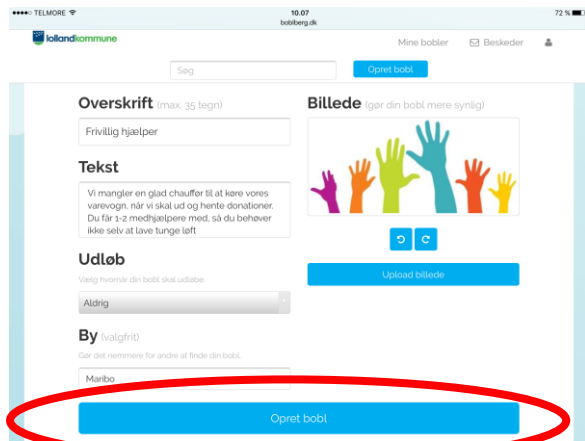 TELMORE 10.07 72 %
boblberg.dk
lollandkommune Mine bobler Beskeder
Søg Opret bobl
Overskrift (max. 35 tegn)
Frivillig hjælper
Tekst
Vi mangler en glad chauffør til at køre vores
varevogn, når vi skal ud og hente donationer.
Du får 1-2 medhjælpere med, så du behøver
ikke selv at lave tunge løft
Udløb
Vælg hvornår din bobl skal udløbe.
Aldrig
By (valgfrit)
Gør det nemmere for andre at finde din bobl.
Maribo
Billede (gør din bobl mere synlig)
Upload billede
Opret bobl